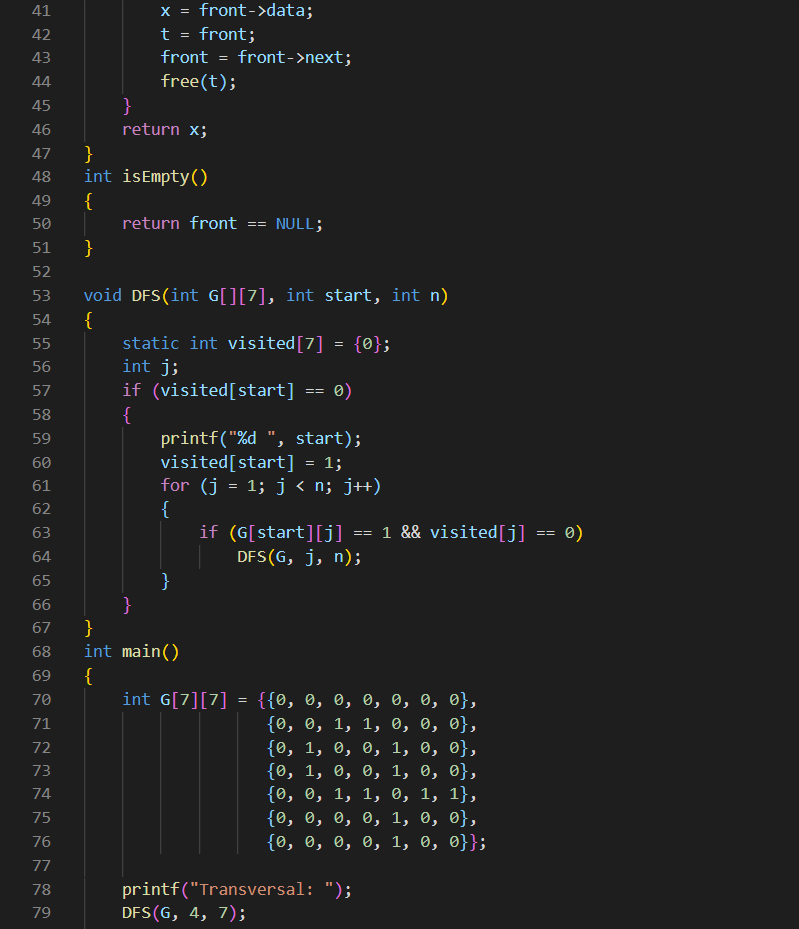 41 x = front->data;
42 t = front;
43 front = front->next;
44 free(t);
45 }
46 return x;
47 }
48 int isEmpty()
49 {
50 return front == NULL;
51 }
52
53 void DFS(int G[][7], int start, int n)
54 {
55 static int visited[7] = {0};
56 int j;
57 if (visited[start] == 0)
58 {
59 printf("%d ", start);
60 visited[start] = 1;
61 for (j = 1; j < n; j++)
62 {
63 if (G[start][j] == 1 && visited[j] == 0)
64 DFS(G, j, n);
65 }
66 }
67 }
68 int main()
69 {
70 int G[7][7] = {{0, 0, 0, 0, 0, 0, 0},
71 {0, 0, 1, 1, 0, 0, 0},
72 {0, 1, 0, 0, 1, 0, 0},
73 {0, 1, 0, 0, 1, 0, 0},
74 {0, 0, 1, 1, 0, 1, 1},
75 {0, 0, 0, 0, 1, 0, 0},
76 {0, 0, 0, 0, 1, 0, 0}};
77
78 printf("Transversal: ");
79 DFS(G, 4, 7);